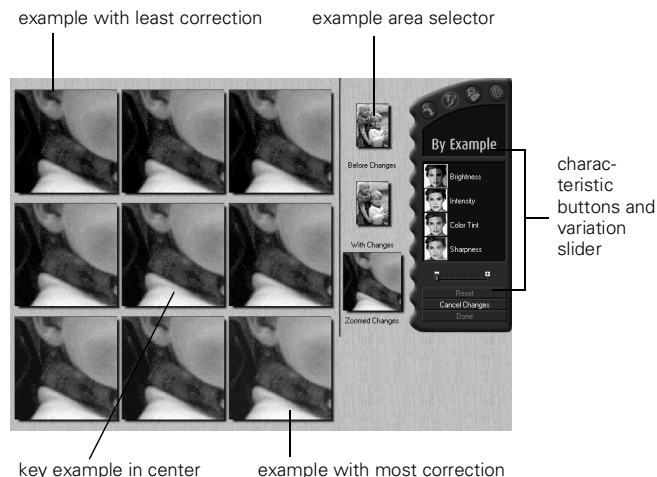 example with least correction
example area selector
By Example
Before Changes
Brightness
Intensity
Color Tint
Sharpness
With Changes
Zoomed Changes
Reset
Cancel Changes
Done
charac-
teristic
buttons and
variation
slider
key example in center
example with most correction